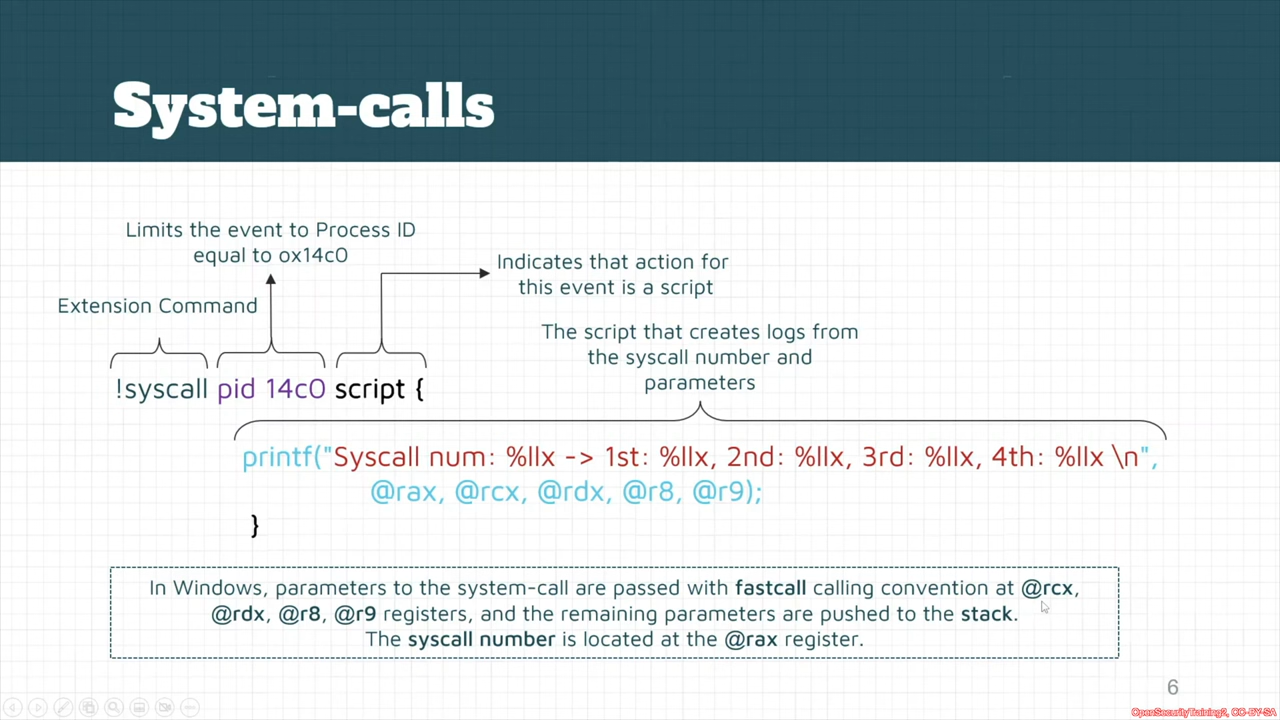 System-calls
Limits the event to Process ID
equal to 0x14c0
Indicates that action for
this event is a script
Extension Command
The script that creates logs from
the syscall number and
parameters
!syscall pid 14c0 script {
printf("Syscall num: %llx -> 1st: %llx, 2nd: %llx, 3rd: %llx, 4th: %llx \n",
@rax, @rcx, @rdx, @r8, @r9);
}
In Windows, parameters to the system-call are passed with fastcall calling convention at @rcx,
@rdx, @r8, @r9 registers, and the remaining parameters are pushed to the stack.
The syscall number is located at the @rax register.
6
OpenSecurityTraining2, CC-BY-SA